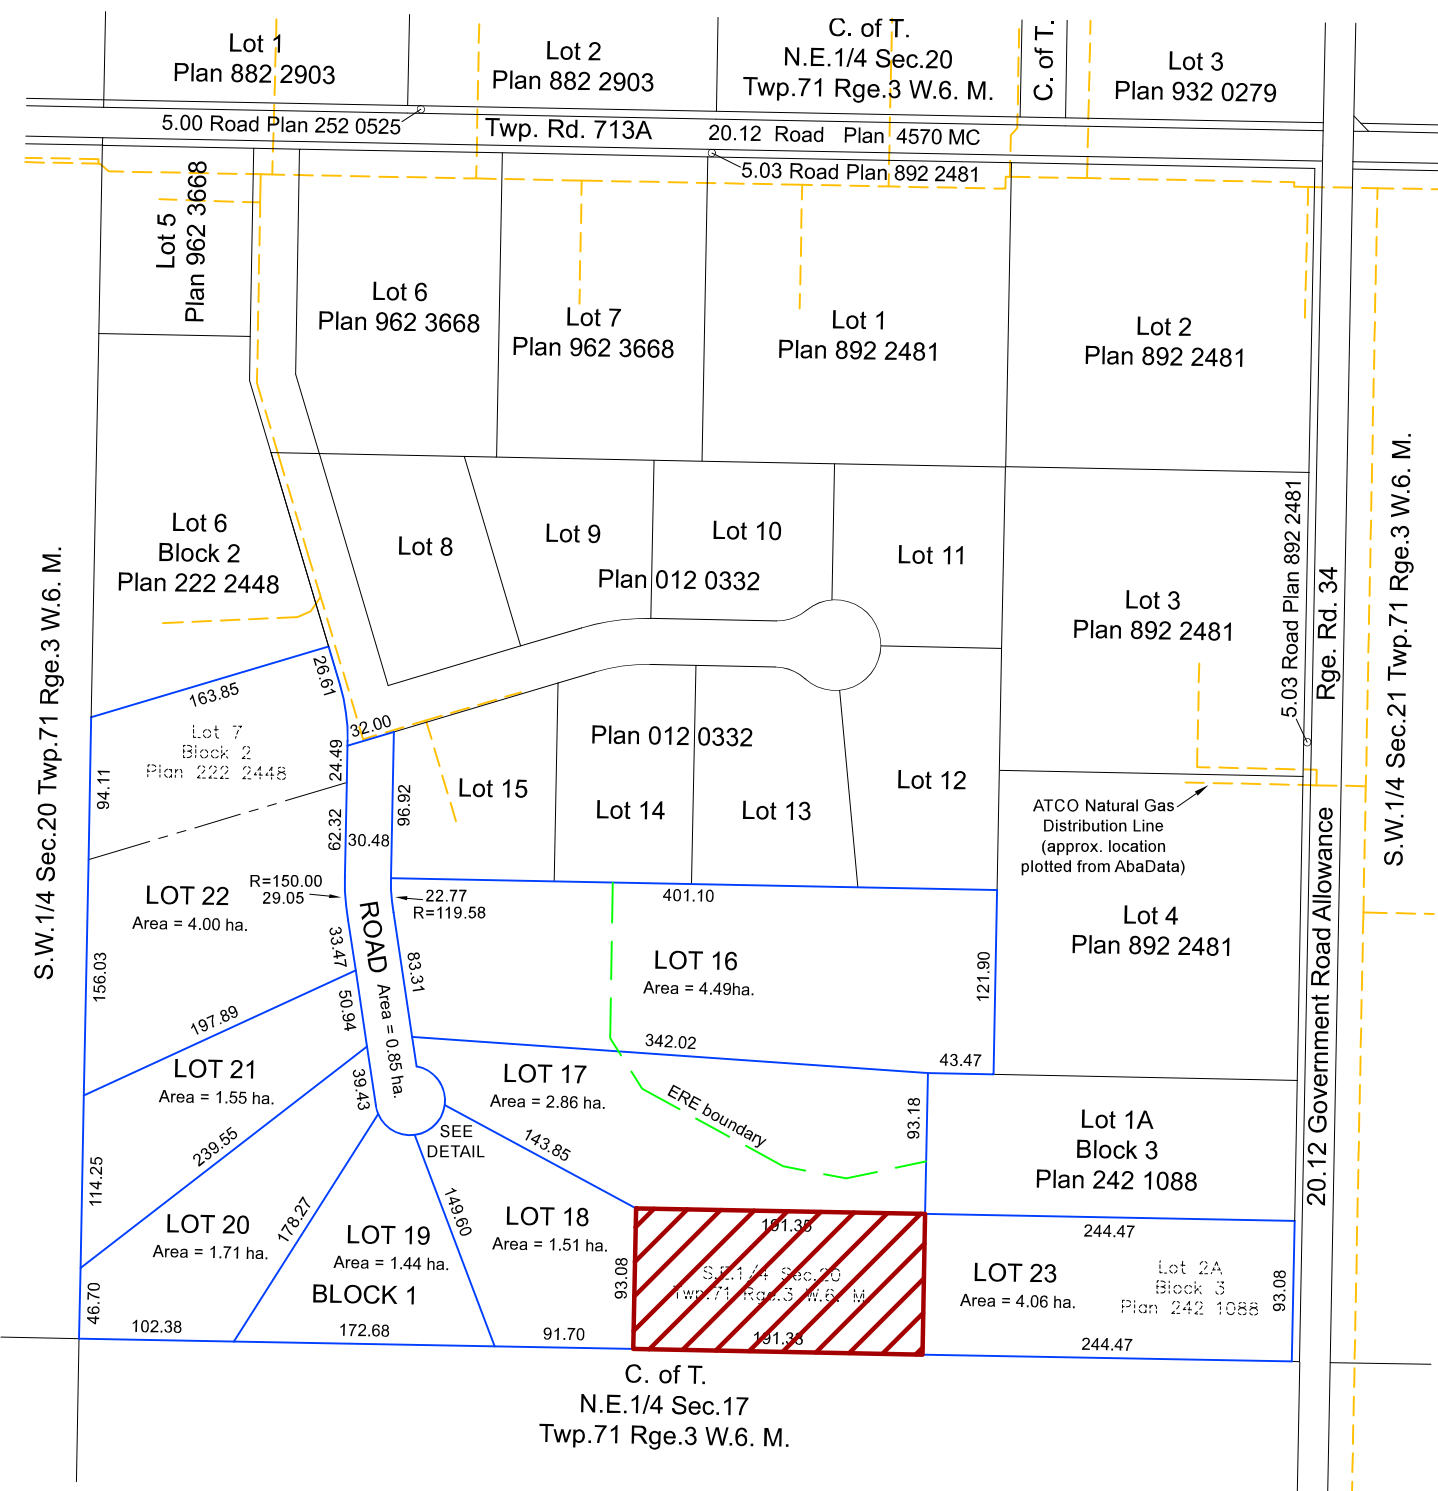 Lot 1
Plan 882 2903
Lot 2
Plan 882 2903
C. of T.
N.E.1/4 Sec.20
Twp.71 Rge.3 W.6. M.
C. of T.
Lot 3
Plan 932 0279
5.00 Road Plan 252 0525
Twp. Rd. 713A
20.12 Road Plan 4570 MC
5.03 Road Plan 892 2481
Lot 5
Plan 962 3668
Lot 6
Plan 962 3668
Lot 7
Plan 962 3668
Lot 1
Plan 892 2481
Lot 2
Plan 892 2481
Lot 6
Block 2
Plan 222 2448
Lot 8
Lot 9
Lot 10
Lot 11
Plan 012 0332
Lot 3
Plan 892 2481
5.03 Road Plan 892 2481
Rge. Rd. 34
S.W.1/4 Sec.21 Twp.71 Rge.3 W.6. M.
S.W.1/4 Sec.20 Twp.71 Rge.3 W.6. M.
163.85
26.61
32.00
Lot 7
Block 2
Plan 222 2448
24.49
94.11
Plan 012 0332
Lot 15
Lot 14
Lot 13
Lot 12
96.92
62.32
30.48
ATCO Natural Gas
Distribution Line
(approx. location
plotted from AbaData)
Lot 4
Plan 892 2481
20.12 Government Road Allowance
LOT 22
Area = 4.00 ha.
R=150.00
29.05
22.77
R=119.58
401.10
ROAD Area = 0.85 ha.
33.47
83.31
LOT 16
Area = 4.49ha.
121.90
156.03
197.89
50.94
342.02
43.47
LOT 21
Area = 1.55 ha.
39.43
LOT 17
Area = 2.86 ha.
ERE boundary
93.18
Lot 1A
Block 3
Plan 242 1088
SEE
DETAIL
239.55
143.85
114.25
178.27
149.60
LOT 20
Area = 1.71 ha.
LOT 19
Area = 1.44 ha.
BLOCK 1
LOT 18
Area = 1.51 ha.
191.35
244.47
93.08
S.E.1/4 Sec.20
Twp.71 Rge.3 W.6. M.
LOT 23
Area = 4.06 ha.
Lot 2A
Block 3
Plan 242 1088
93.08
46.70
102.38
172.68
91.70
191.33
244.47
C. of T.
N.E.1/4 Sec.17
Twp.71 Rge.3 W.6. M.